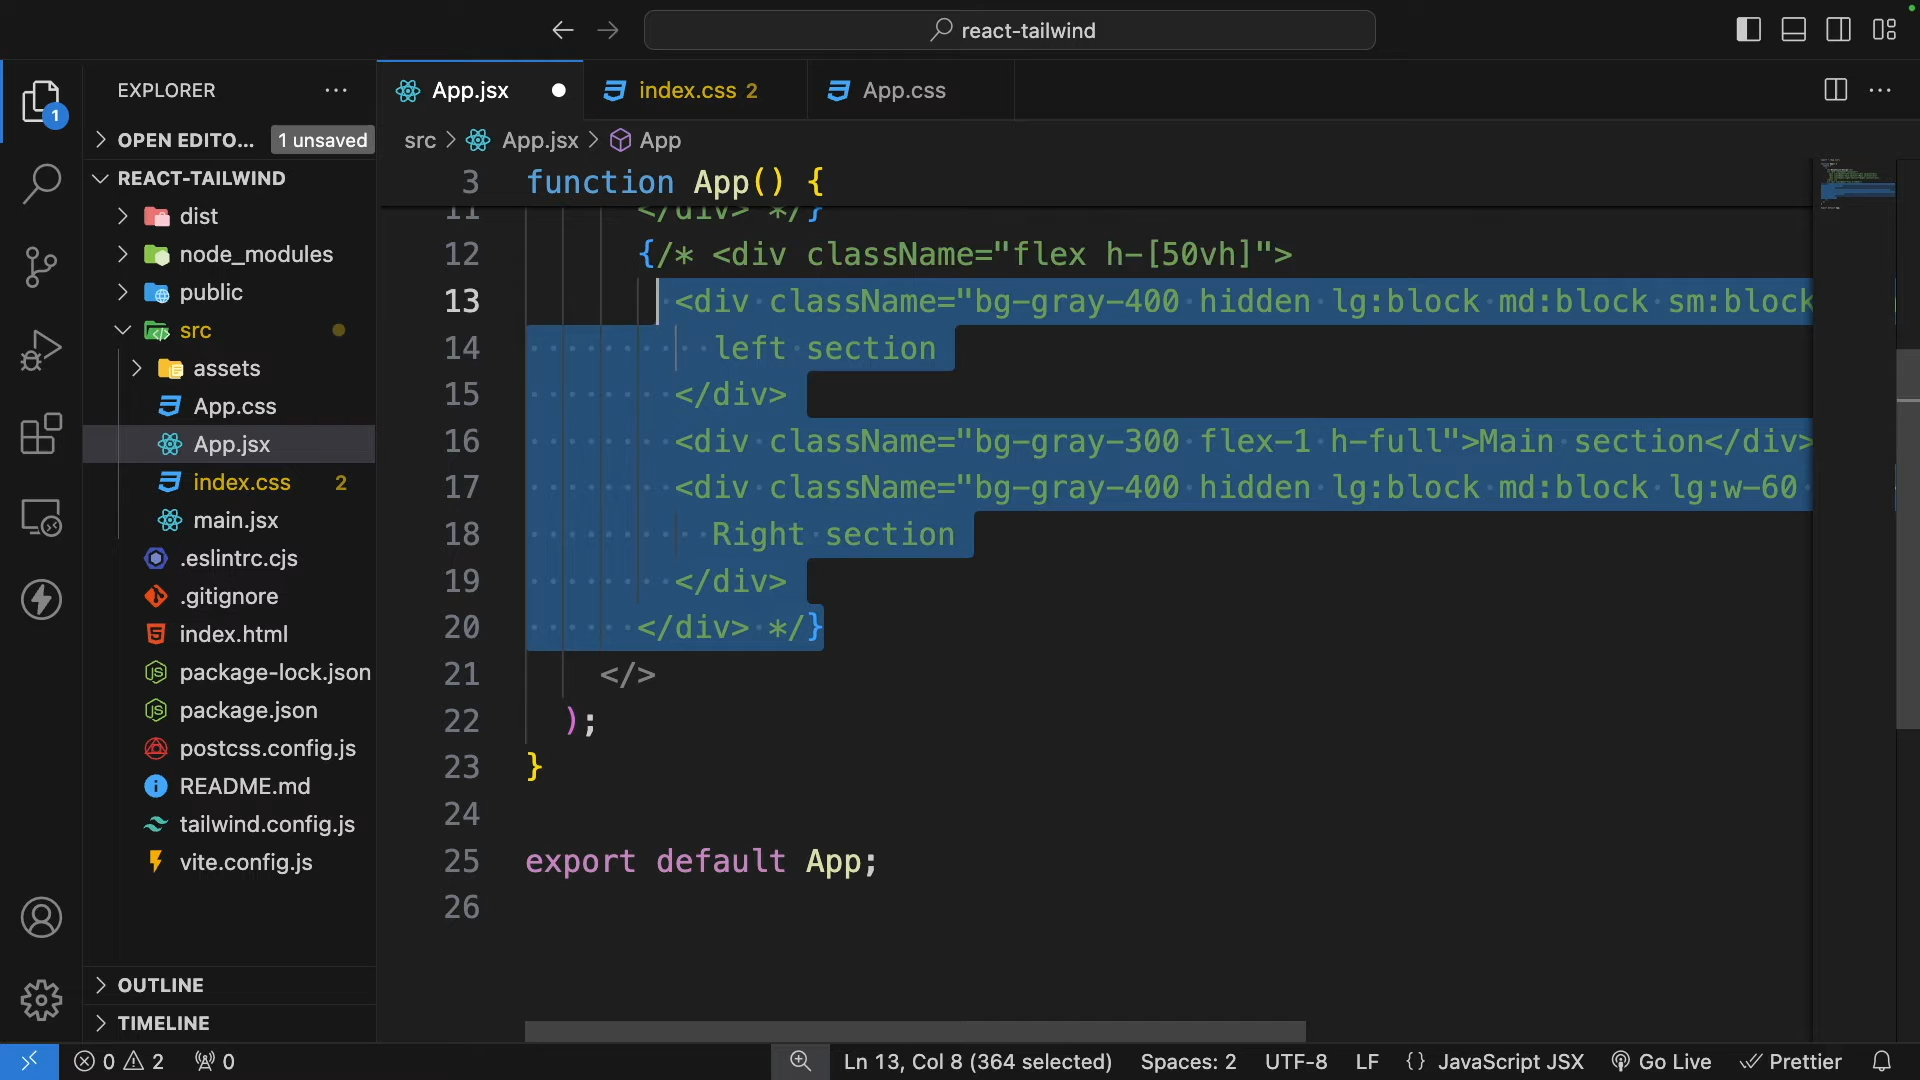 react-tailwind
EXPLORER
OPEN EDITO... 1 unsaved
REACT-TAILWIND
dist
node_modules
public
src
assets
App.css
App.jsx
index.css 2
main.jsx
.eslintrc.cjs
.gitignore
index.html
package-lock.json
package.json
postcss.config.js
README.md
tailwind.config.js
vite.config.js
OUTLINE
TIMELINE
1
App.jsx
index.css 2
App.css
src > App.jsx > App
3 function App() {
11 </div> */}
12 {/* <div className="flex h-[50vh]">
13 <div className="bg-gray-400 hidden lg:block md:block sm:block
14 left section
15 </div>
16 <div className="bg-gray-300 flex-1 h-full">Main section</div>
17 <div className="bg-gray-400 hidden lg:block md:block lg:w-60
18 Right section
19 </div>
20 </div> */}
21 </>
22 );
23 }
24
25 export default App;
26
0 2 0 Ln 13, Col 8 (364 selected) Spaces: 2 UTF-8 LF {} JavaScript JSX Go Live Prettier